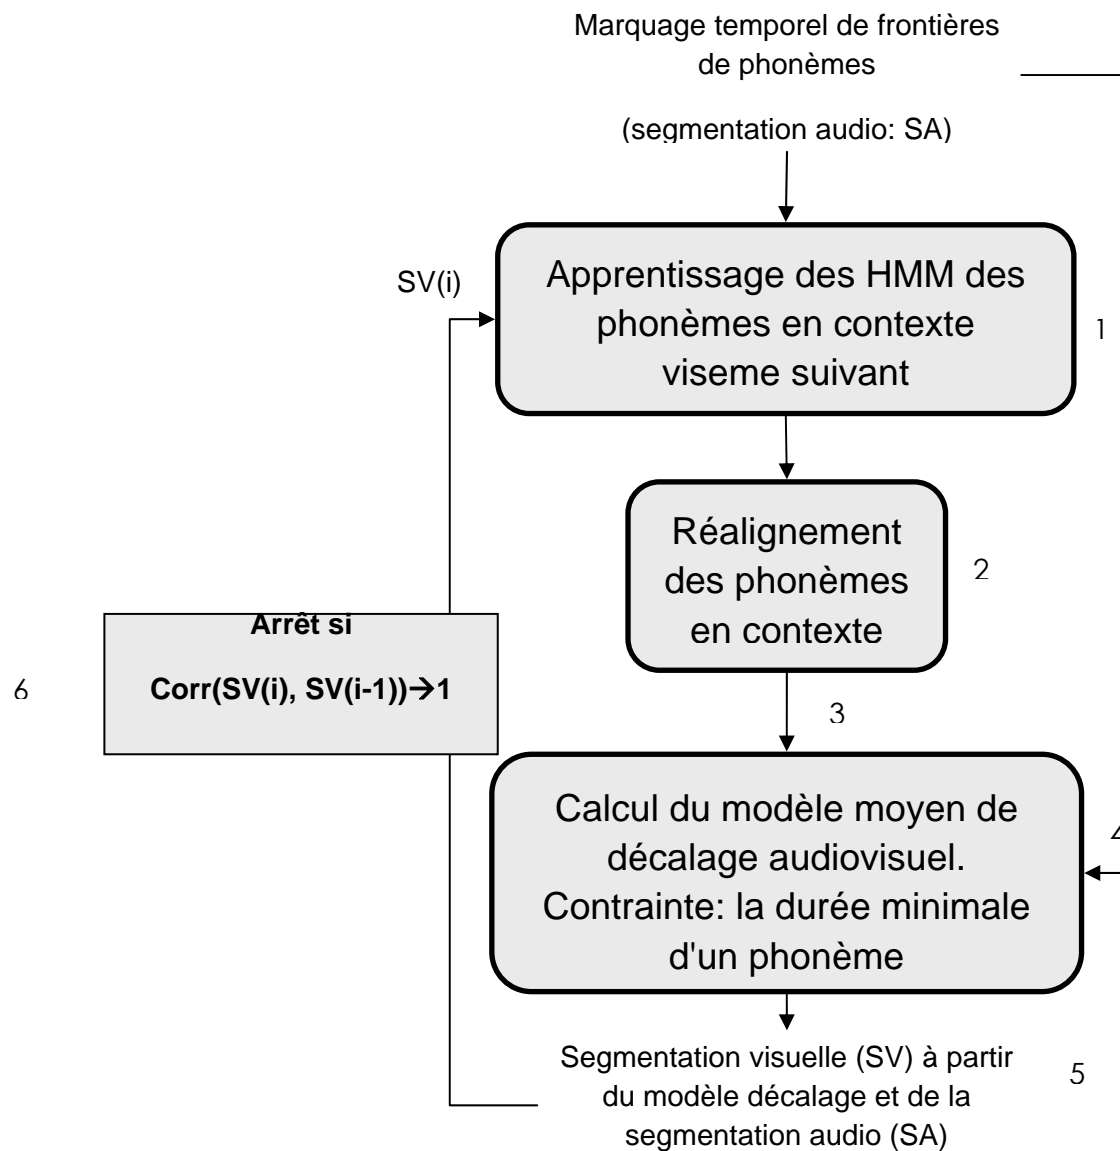 Marquage temporel de frontières
de phonèmes
(segmentation audio: SA)
SV(i)
Apprentissage des HMM des
phonèmes en contexte
viseme suivant
1
Réalignement
des phonèmes
en contexte
2
Arrêt si
Corr(SV(i), SV(i-1))→1
6
3
Calcul du modèle moyen de
décalage audiovisuel.
Contrainte: la durée minimale
d'un phonème
4
Segmentation visuelle (SV) à partir
du modèle décalage et de la
segmentation audio (SA)
5